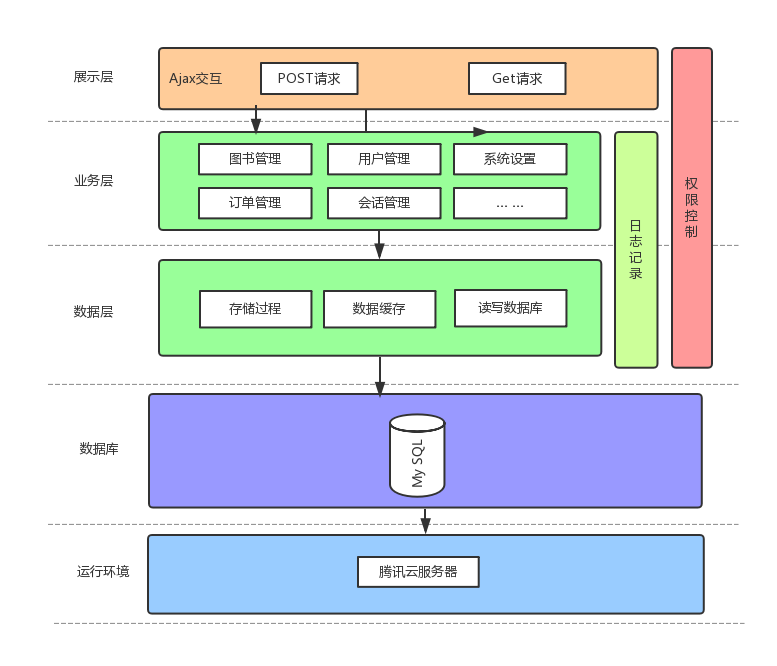 展示层
Ajax交互
POST请求
Get请求
业务层
图书管理
用户管理
系统设置
订单管理
会话管理
... ...
日志记录
权限控制
数据层
存储过程
数据缓存
读写数据库
数据库
My SQL
运行环境
腾讯云服务器